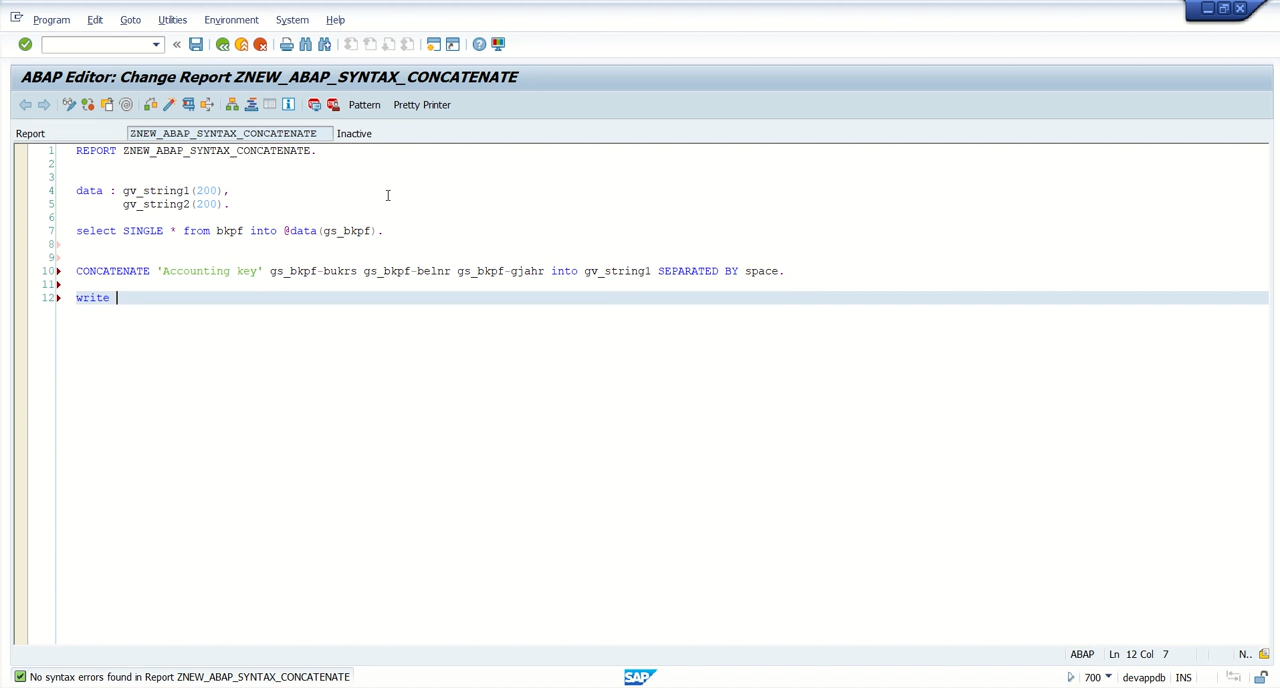 Program Edit Goto Utilities Environment System Help
ABAP Editor: Change Report ZNEW_ABAP_SYNTAX_CONCATENATE
Pattern Pretty Printer
Report ZNEW_ABAP_SYNTAX_CONCATENATE Inactive
1 REPORT ZNEW_ABAP_SYNTAX_CONCATENATE.
2
3
4 data : gv_string1(200),
5 gv_string2(200).
6
7 select SINGLE * from bkpf into @data(gs_bkpf).
8
9
10 CONCATENATE 'Accounting key' gs_bkpf-bukrs gs_bkpf-belnr gs_bkpf-gjahr into gv_string1 SEPARATED BY space.
11
12 write
ABAP Ln 12 Col 7 N..
No syntax errors found in Report ZNEW_ABAP_SYNTAX_CONCATENATE SAP 700 devappdb INS